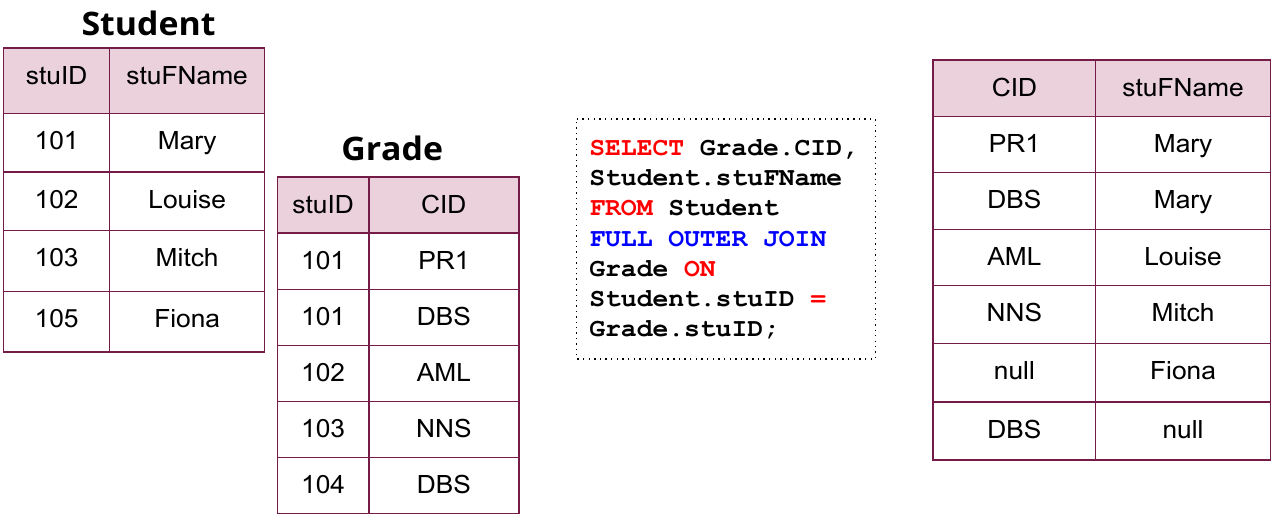 Student
stuID stuFName
101 Mary
102 Louise
103 Mitch
105 Fiona
Grade
stuID CID
101 PR1
101 DBS
102 AML
103 NNS
104 DBS
SELECT Grade.CID,
Student.stuFName
FROM Student
FULL OUTER JOIN
Grade ON
Student.stuID =
Grade.stuID;
CID stuFName
PR1 Mary
DBS Mary
AML Louise
NNS Mitch
null Fiona
DBS null